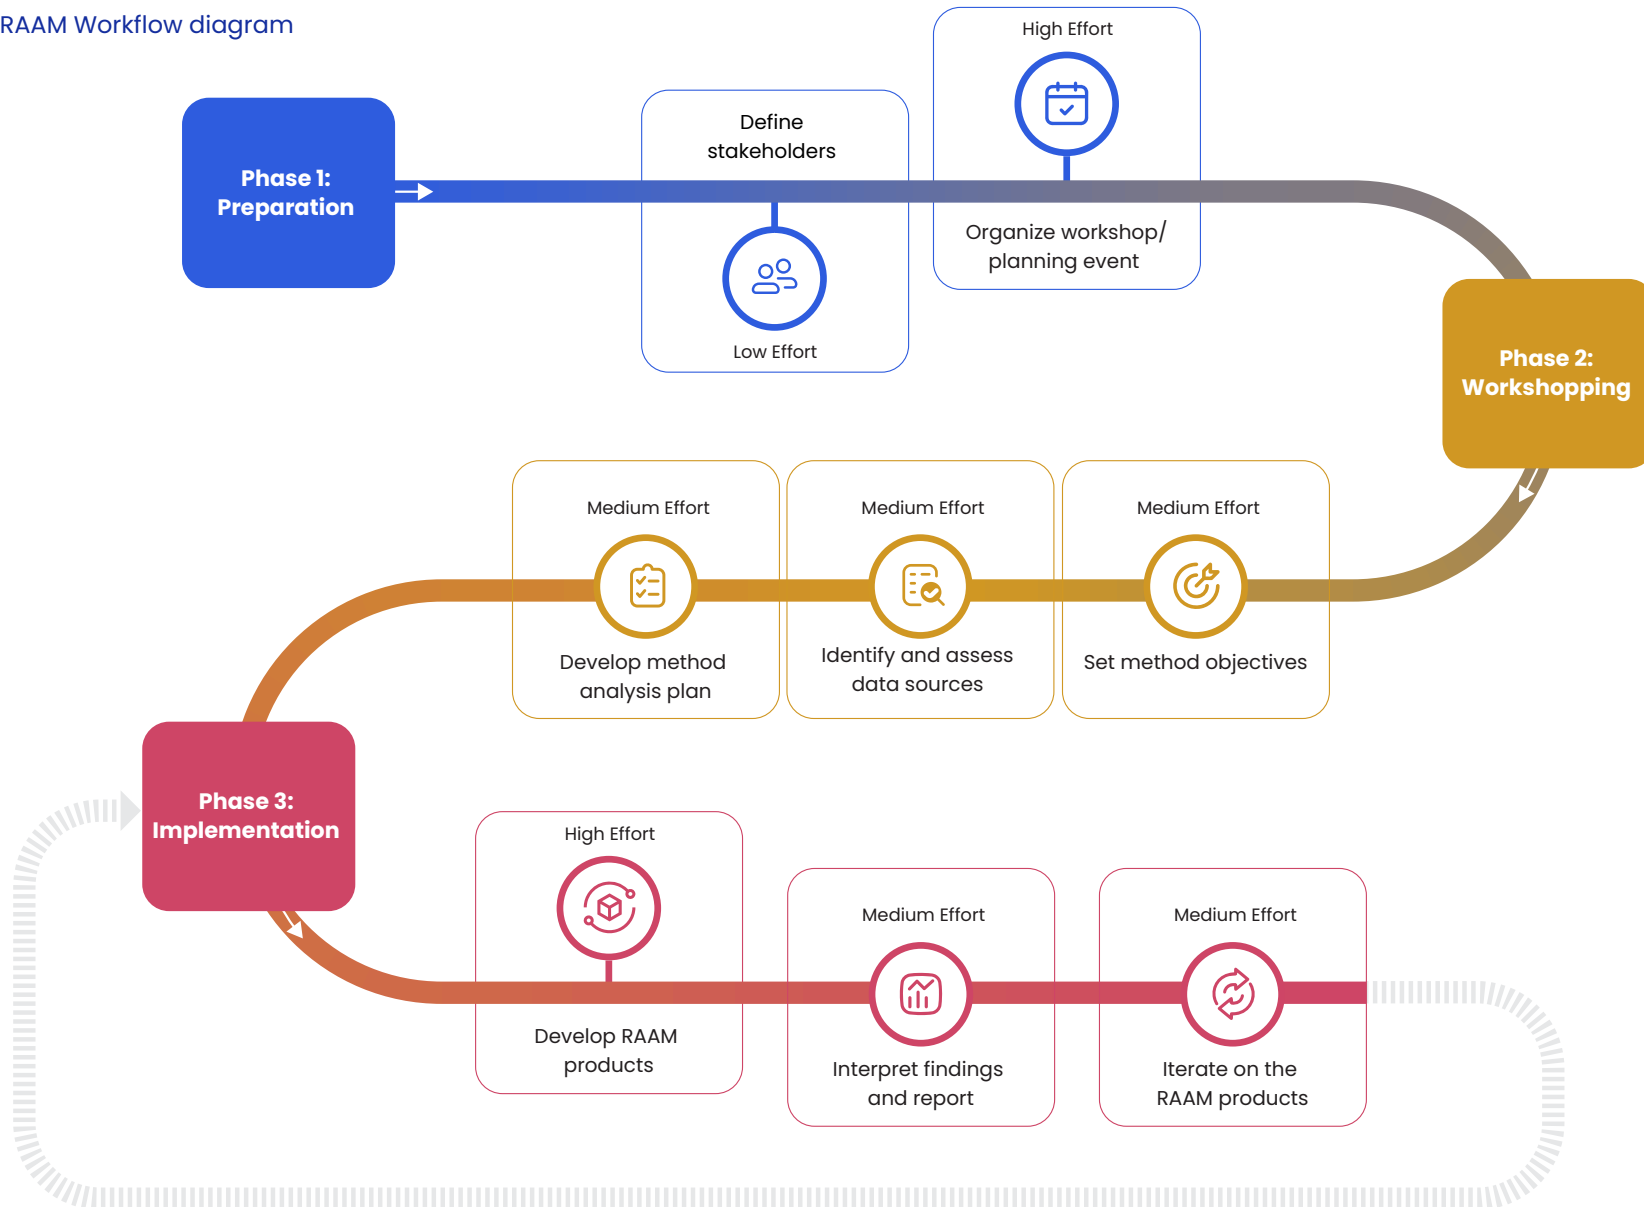 RAAM Workflow diagram
Phase 1:
Preparation
Define
stakeholders
Low Effort
High Effort
Organize workshop/
planning event
Phase 2:
Workshopping
Medium Effort
Set method objectives
Medium Effort
Identify and assess
data sources
Medium Effort
Develop method
analysis plan
Phase 3:
Implementation
High Effort
Develop RAAM
products
Medium Effort
Interpret findings
and report
Medium Effort
Iterate on the
RAAM products